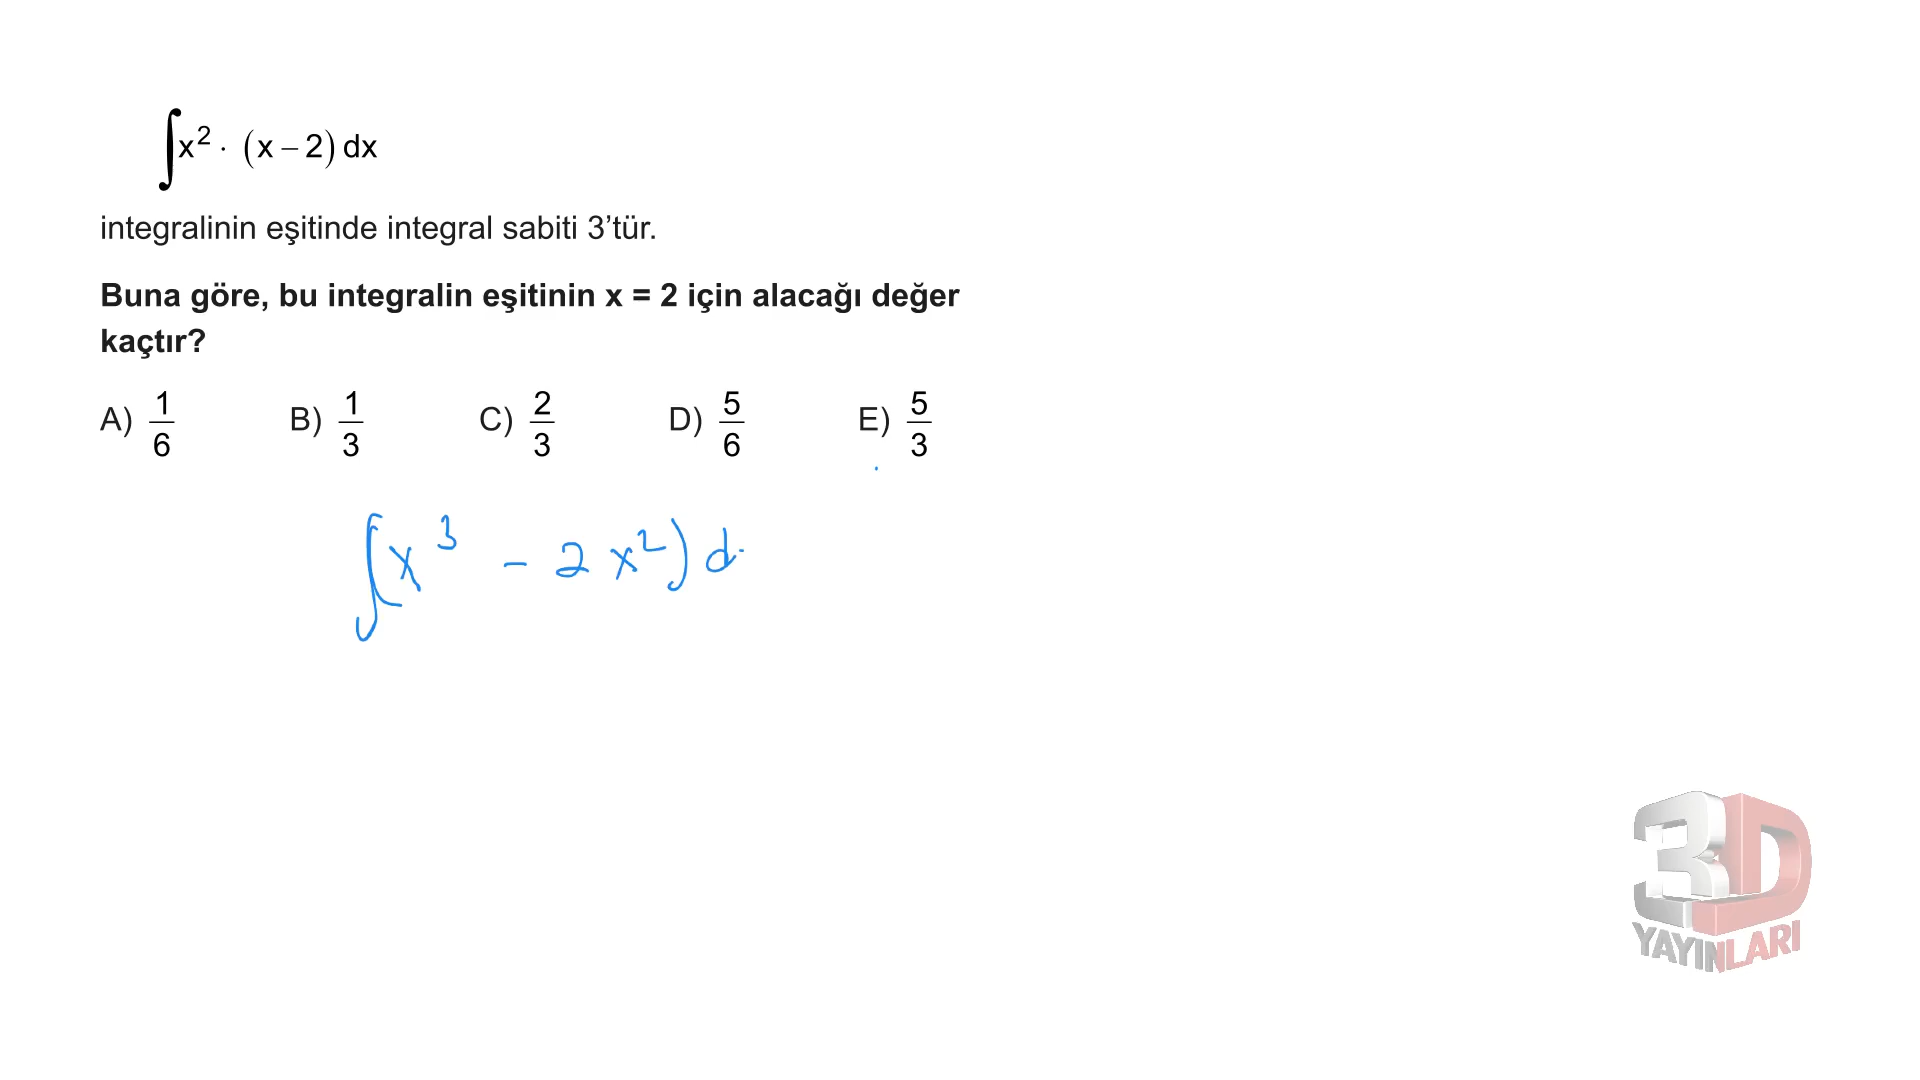 ∫x² · (x – 2) dx
integralinin eşitinde integral sabiti 3’tür.
Buna göre, bu integralin eşitinin x = 2 için alacağı değer
kaçtır?
A) 1/6 B) 1/3 C) 2/3 D) 5/6 E) 5/3
∫(x³ - 2x²) d
3D
YAYINLARI